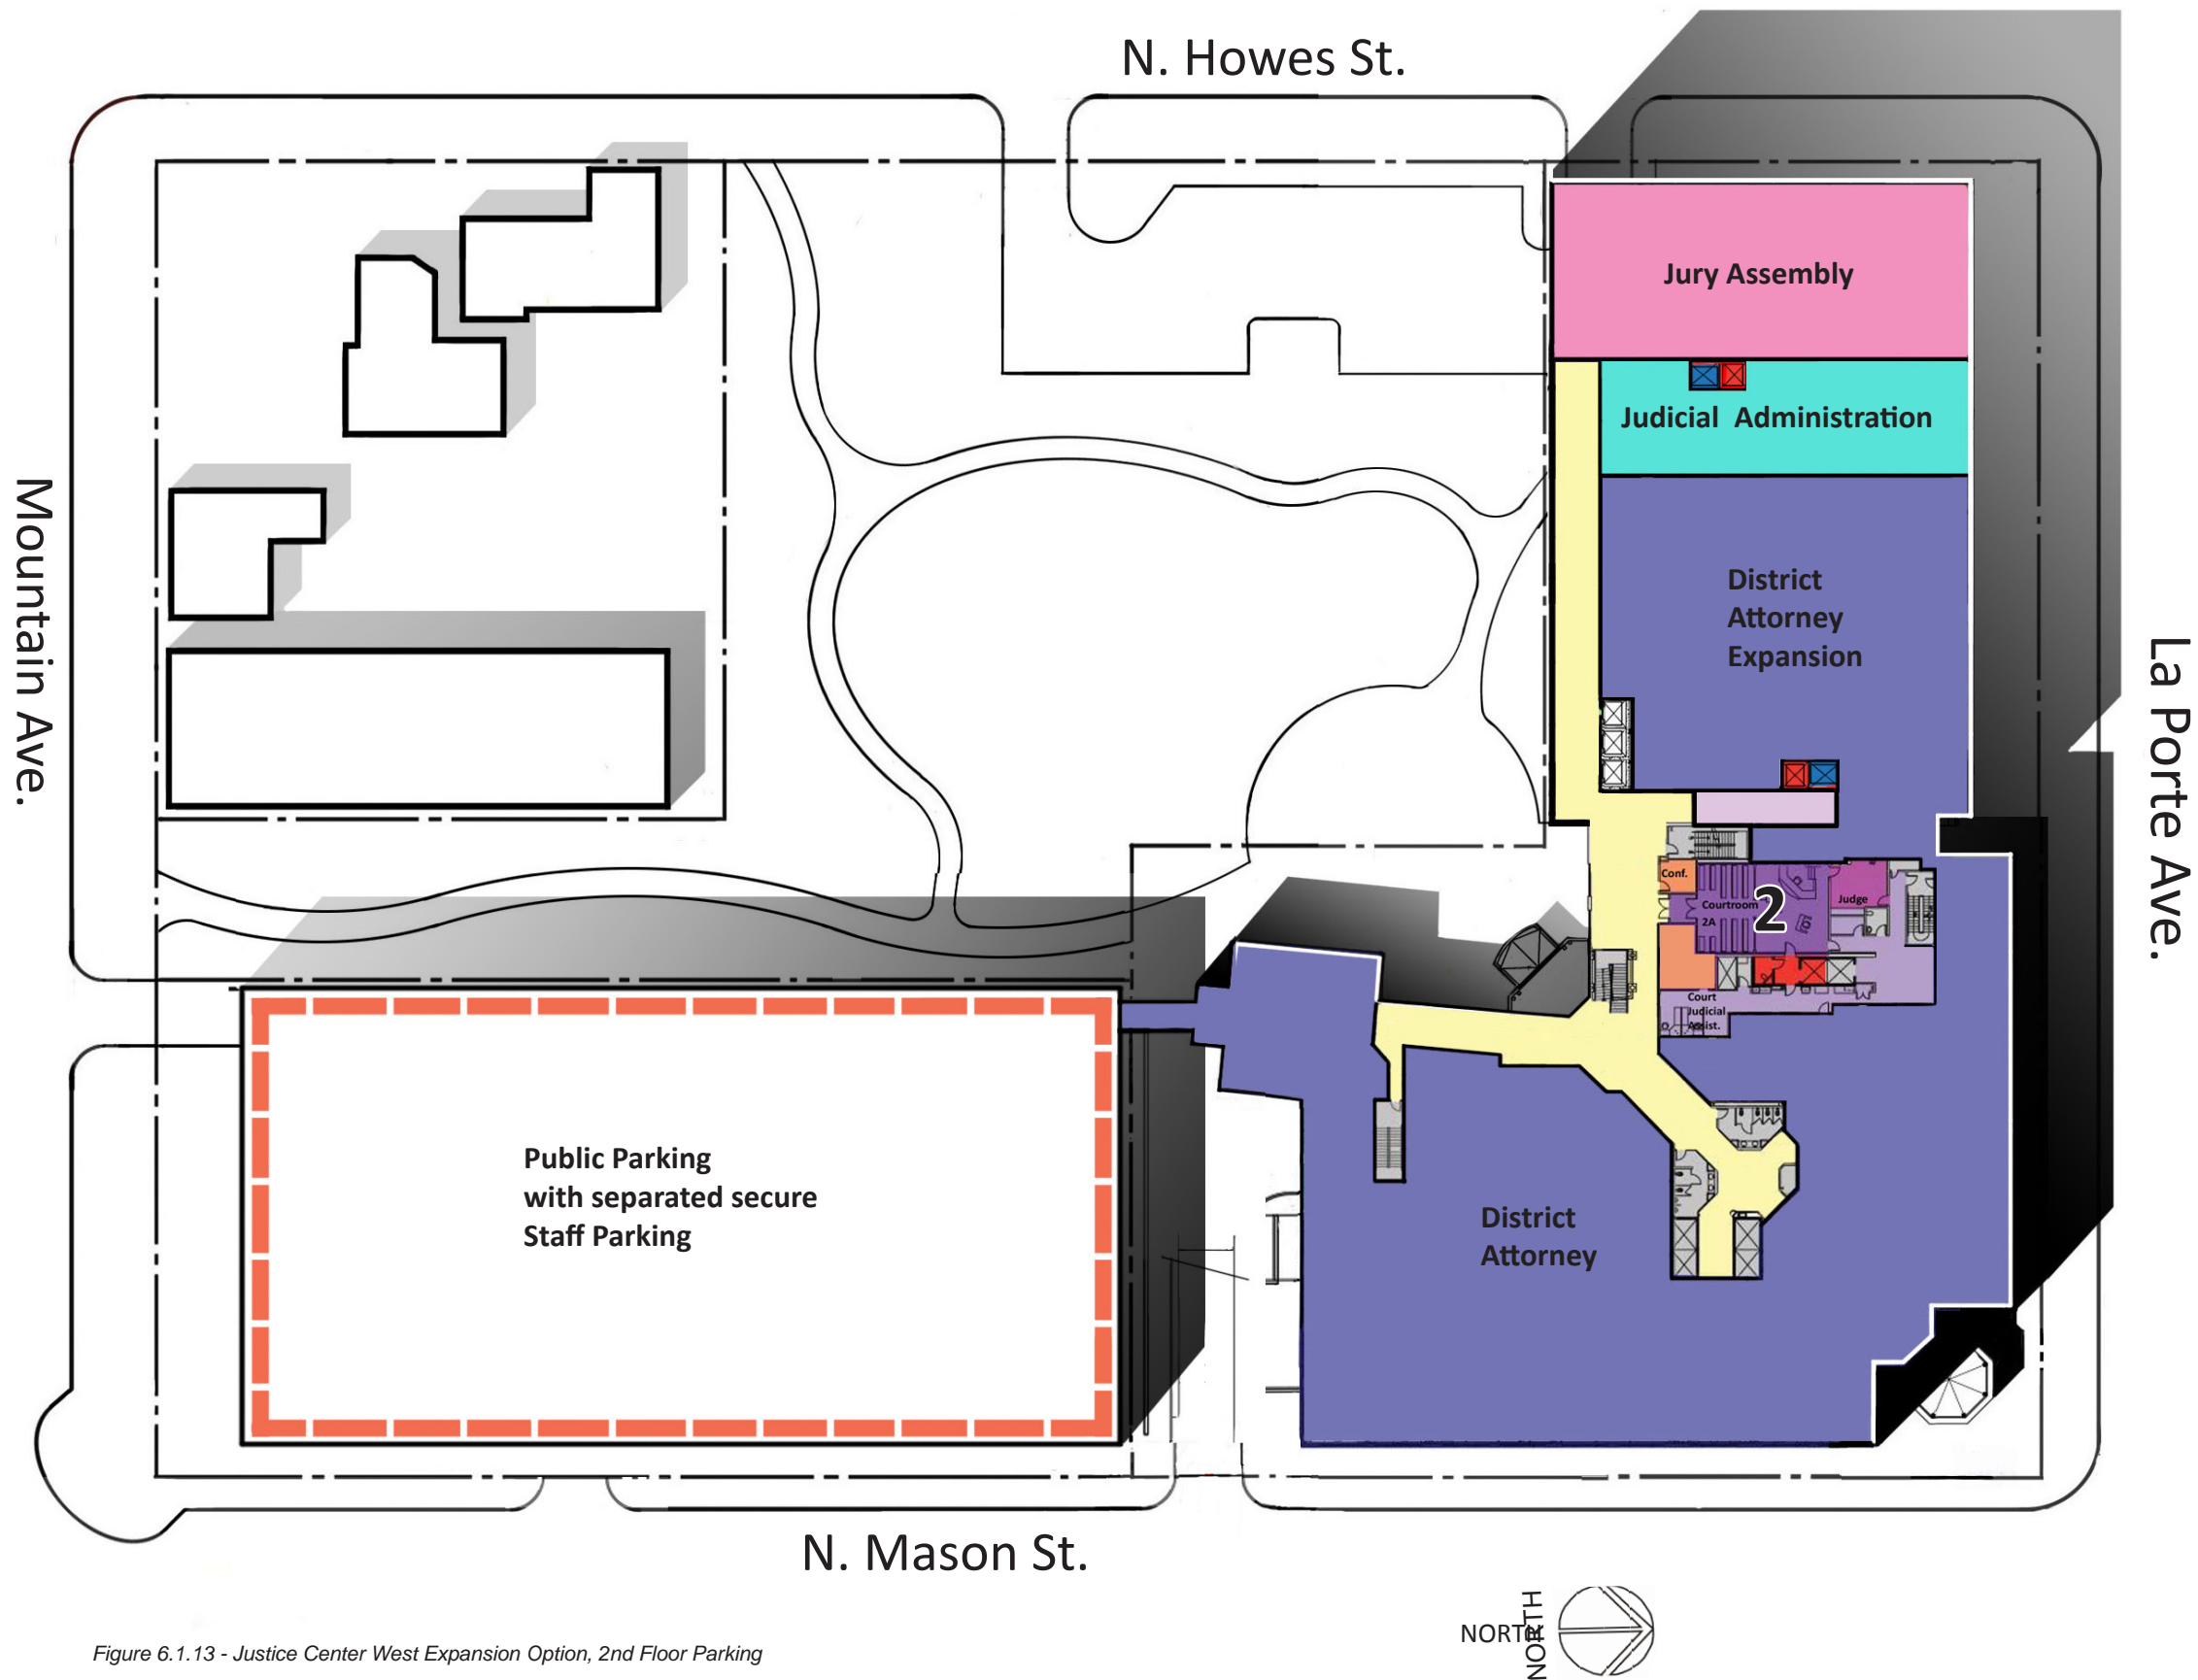 N. Howes St.
Jury Assembly
Judicial Administration
District
Attorney
Expansion
Mountain Ave.
La Porte Ave.
Conf.
Courtroom
2A
2
Judge
Court
Judicial
Assist.
Public Parking
with separated secure
Staff Parking
District
Attorney
N. Mason St.
NORTH
NORTH
Figure 6.1.13 - Justice Center West Expansion Option, 2nd Floor Parking